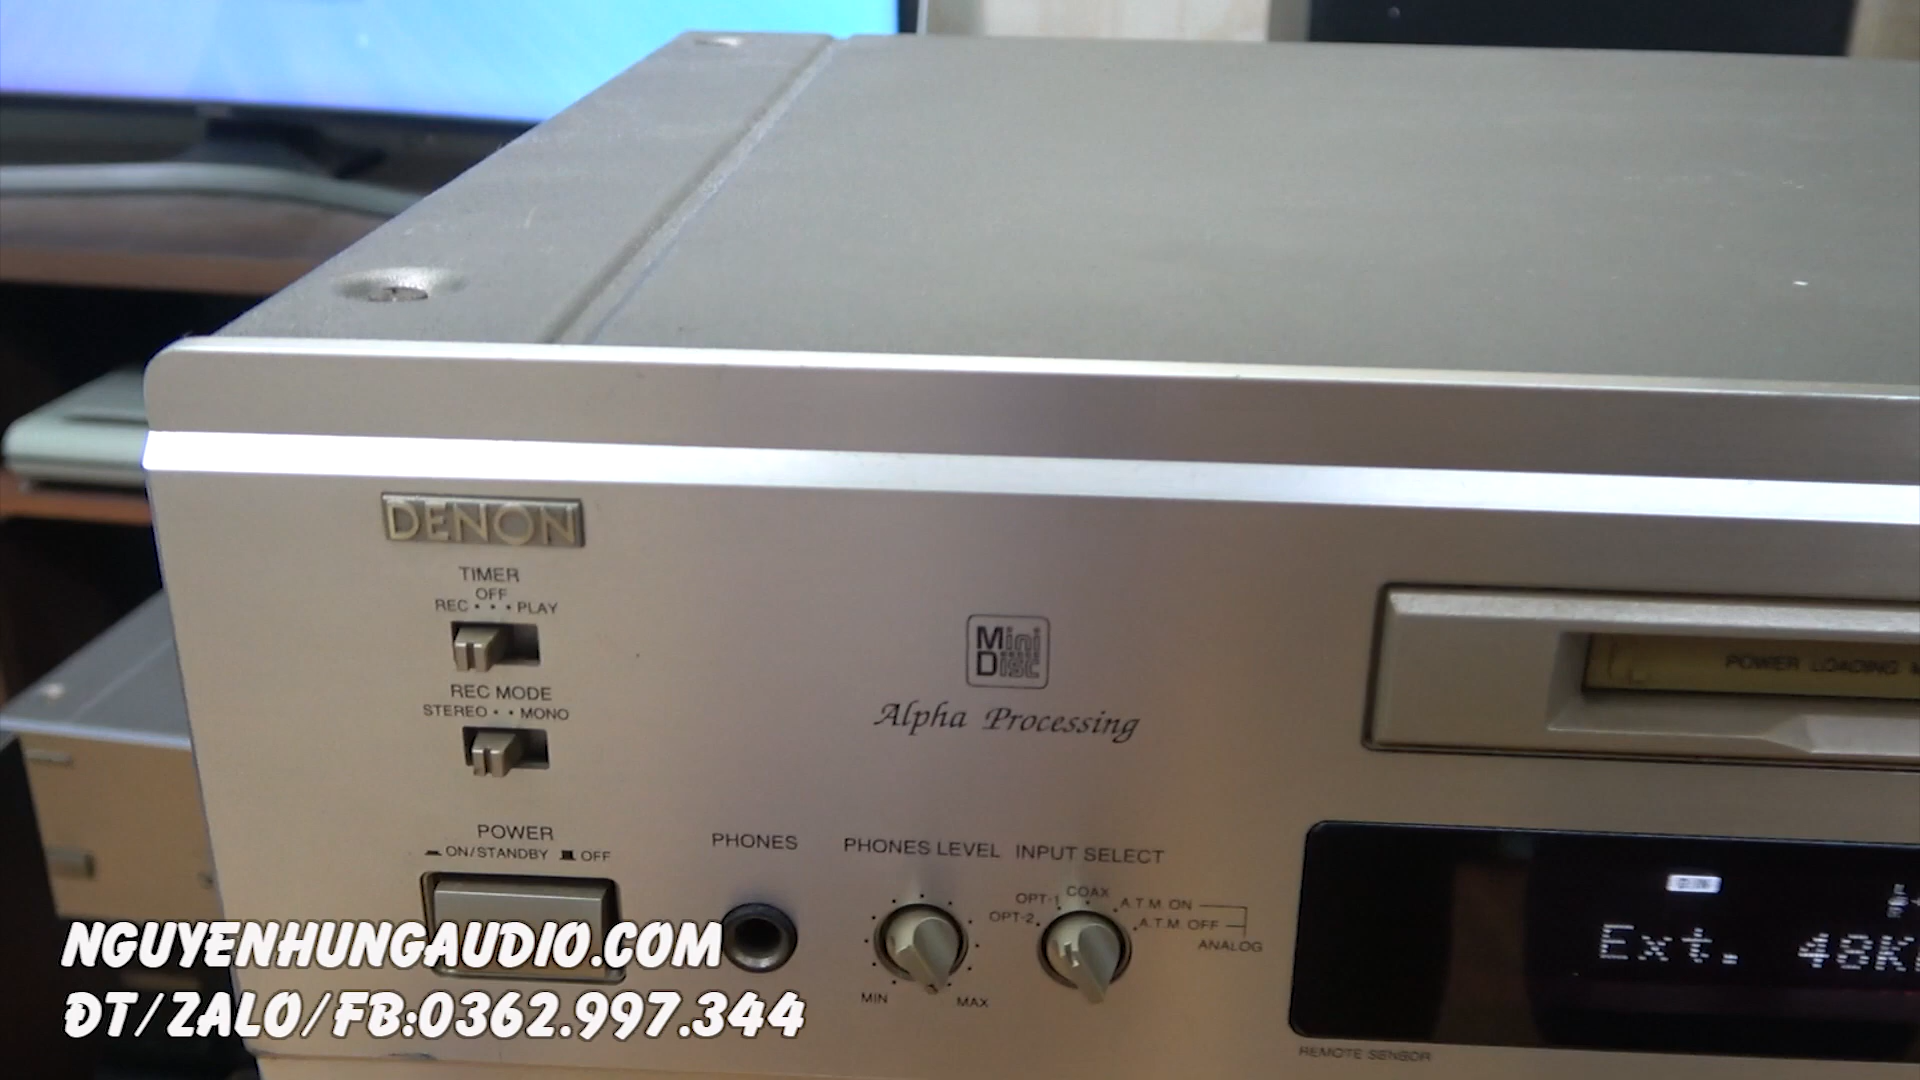 DENON
TIMER
OFF
REC • • • PLAY
REC MODE
STEREO • • MONO
Mini
Disc
Alpha Processing
POWER LOADING
POWER
ON/STANDBY OFF
PHONES
PHONES LEVEL
MIN MAX
INPUT SELECT
OPT-2 OPT-1 COAX A.T.M. ON
A.T.M. OFF
ANALOG
Ext. 48K
REMOTE SENSOR
NGUYENHUNGAUDIO.COM
ĐT/ZALO/FB:0362.997.344